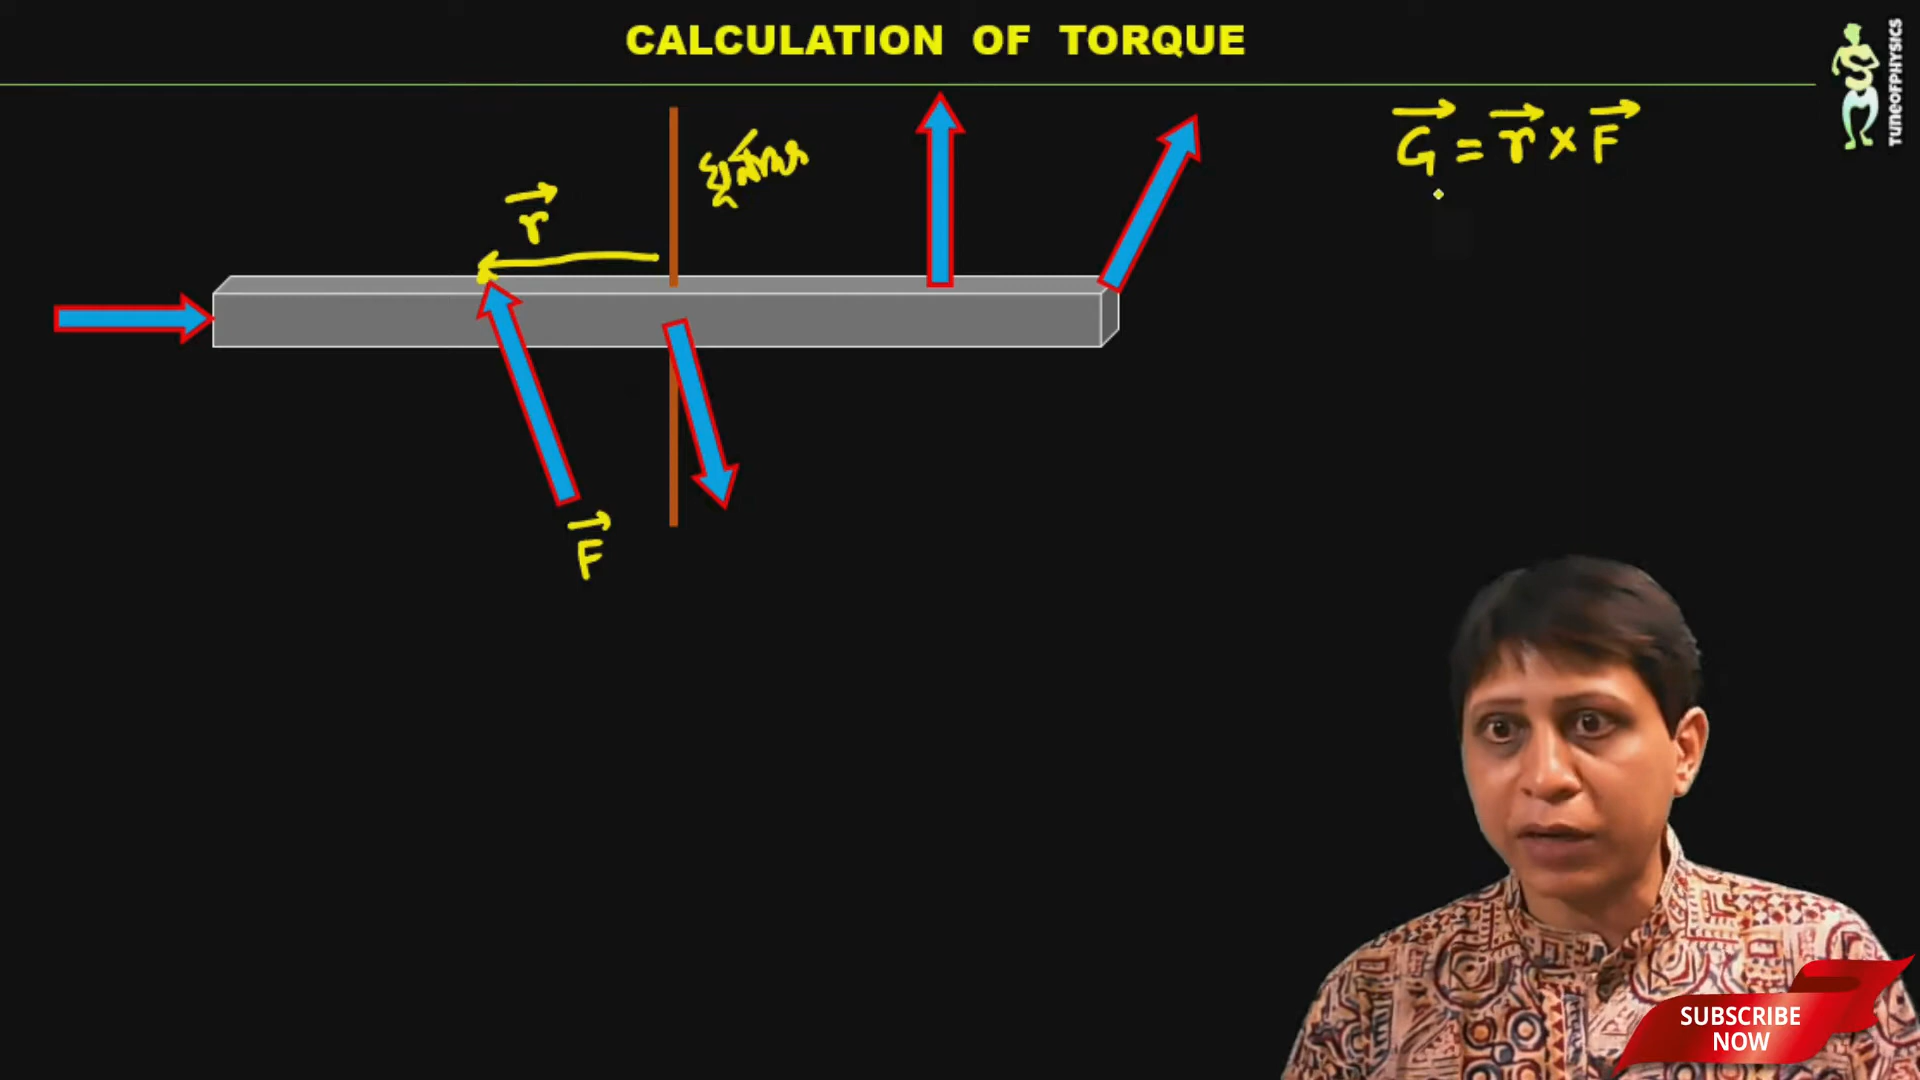 CALCULATION OF TORQUE
TUNEOFPHYSICS
G = r × F
r
F
SUBSCRIBE
NOW